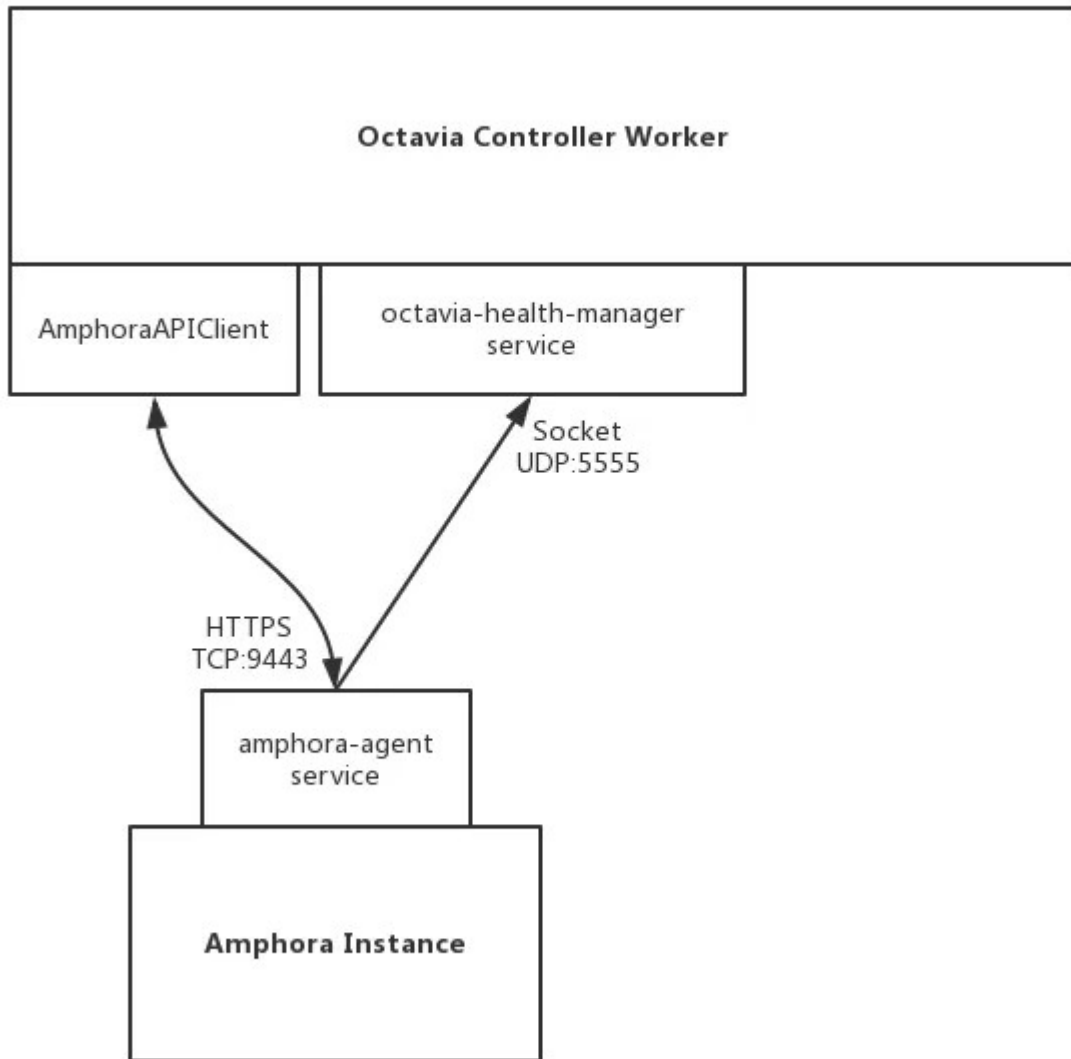 Octavia Controller Worker
AmphoraAPIClient
octavia-health-manager
service
Socket
UDP:5555
HTTPS
TCP:9443
amphora-agent
service
Amphora Instance